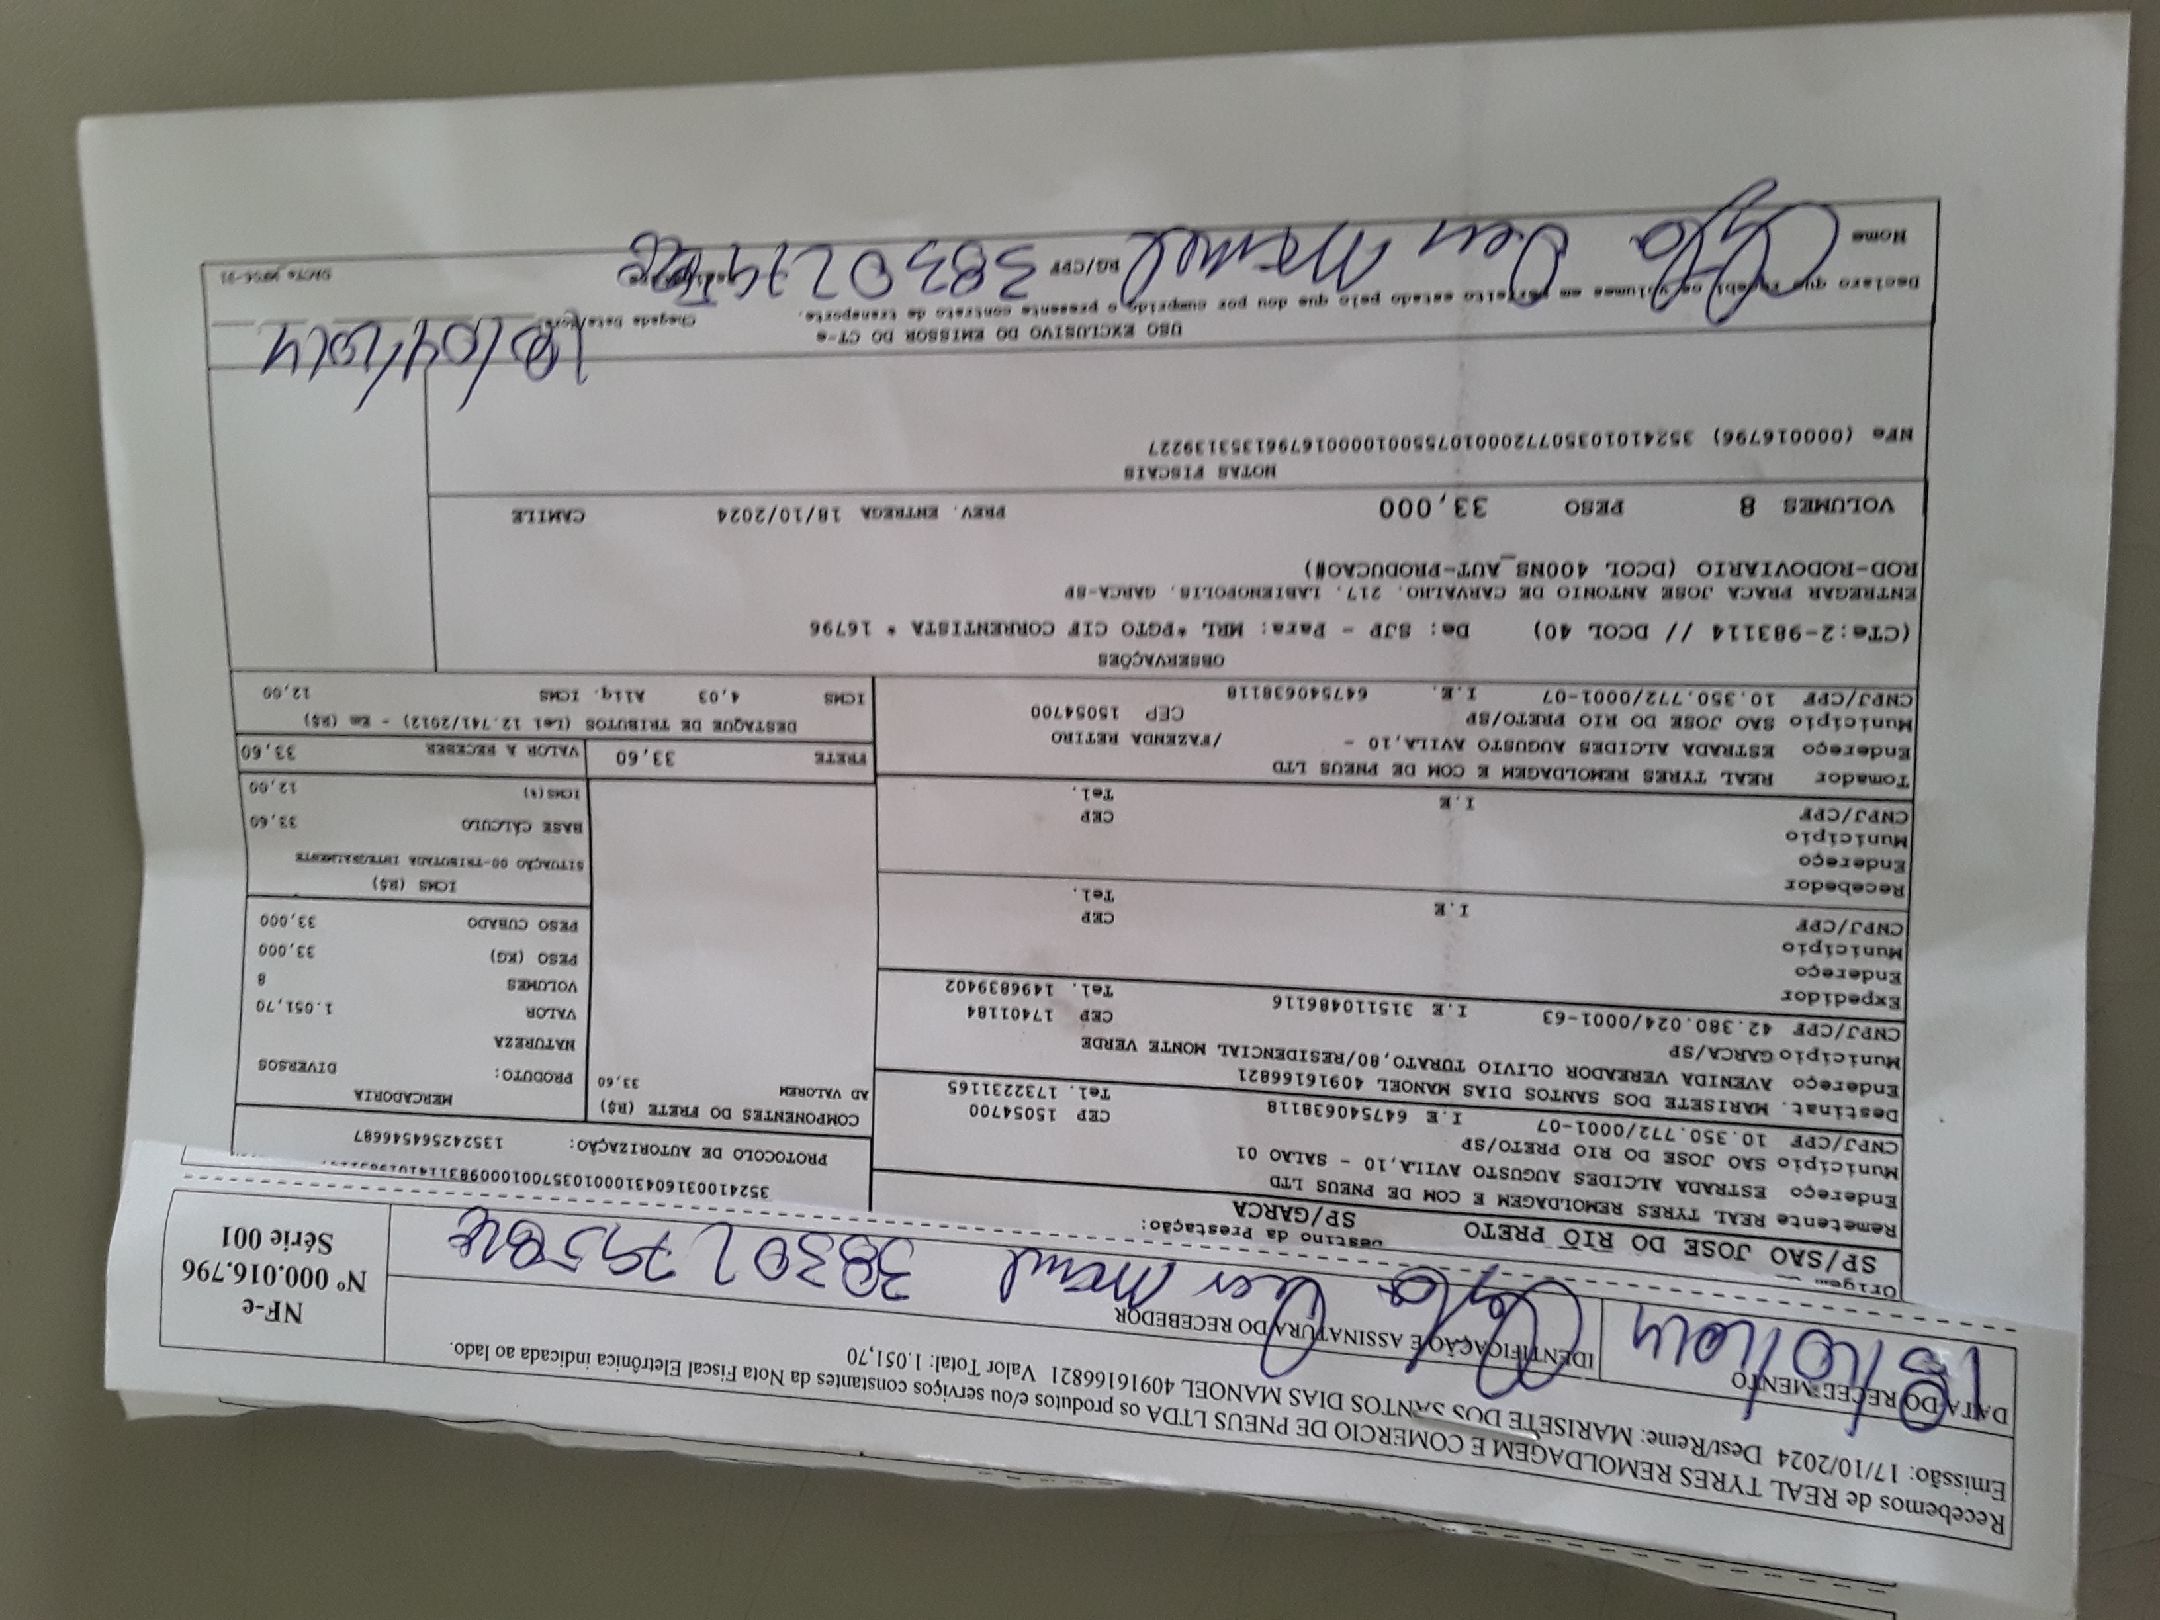 Recebemos de REAL TYRES REMOLDAGEM E COMERCIO DE PNEUS LTDA os produtos e/ou serviços constantes da Nota Fiscal Eletrônica indicada ao lado.
Emissão: 17/10/2024 Dest/Reme: MARISETE DOS SANTOS DIAS MANOEL 40916166821 Valor Total: 1.051,70
DATA DO RECEBIMENTO
IDENTIFICAÇÃO E ASSINATURA DO RECEBEDOR
NF-e
Nº 000.016.796
Série 001
Origem
SP/SAO JOSE DO RIO PRETO
Destino da Prestação:
SP/GARCA
Remetente REAL TYRES REMOLDAGEM E COM DE PNEUS LTD
Endereço ESTRADA ALCIDES AUGUSTO AVILA,10 - SALAO 01
Município SAO JOSE DO RIO PRETO/SP CEP 15054700
CNPJ/CPF 10.350.772/0001-07 I.E 647540638118 Tel. 1732231165
Destinat. MARISETE DOS SANTOS DIAS MANOEL 40916166821
Endereço AVENIDA VEREADOR OLIVIO TURATO,80/RESIDENCIAL MONTE VERDE
Município GARCA/SP CEP 17401184
CNPJ/CPF 42.380.024/0001-63 I.E 315110486116 Tel. 1496839402
Expedidor
Endereço
Município CEP
CNPJ/CPF I.E Tel.
Recebedor
Endereço
Município CEP
CNPJ/CPF I.E Tel.
Tomador REAL TYRES REMOLDAGEM E COM DE PNEUS LTD
Endereço ESTRADA ALCIDES AUGUSTO AVILA,10 - /FAZENDA RETIRO
Município SAO JOSE DO RIO PRETO/SP CEP 15054700
CNPJ/CPF 10.350.772/0001-07 I.E. 647540638118
PROTOCOLO DE AUTORIZAÇÃO: 135242564546687
COMPONENTES DO FRETE (R$)
AD VALOREM 33,60
MERCADORIA
PRODUTO: DIVERSOS
NATUREZA
VALOR 1.051,70
VOLUMES 8
PESO (KG) 33,000
PESO CUBADO 33,000
ICMS (R$)
SITUAÇÃO 00-TRIBUTADA INTEGRALMENTE
BASE CÁLCULO 33,60
ICMS(%) 12,00
FRETE 33,60
VALOR A RECEBER 33,60
DESTAQUE DE TRIBUTOS (Lei 12.741/2012) - Em (R$)
ICMS 4,03 Aliq. ICMS 12,00
OBSERVAÇÕES
(CTe:2-983114 // DCOL 40) De: SJP - Para: MRL *PGTO CIF CORRENTISTA * 16796
ENTREGAR PRACA JOSE ANTONIO DE CARVALHO. 217. LABIENOPOLIS. GARCA-SP
ROD-RODOVIARIO (DCOL 400NS_AUT-PRODUCAO#)
VOLUMES 8 PESO 33,000 PREV. ENTREGA 18/10/2024 CAMILE
NOTAS FISCAIS
NFe (000016796) 35241010350772000107550010000167961353139227
USO EXCLUSIVO DO EMISSOR DO CT-e
Declaro que recebi os volumes em perfeito estado pelo que dou por cumprido o presente contrato de transporte.
Chegada Data/Hora
Nome
RG/CPF